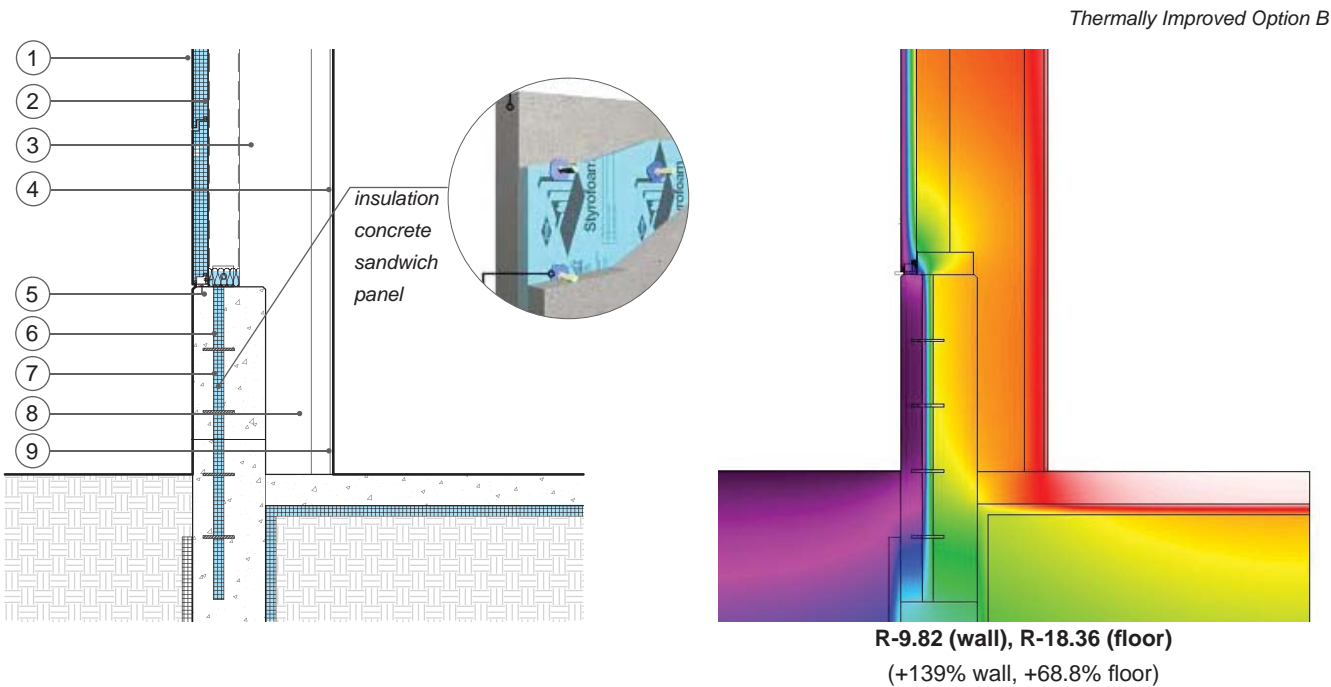 Thermally Improved Option B
1
2
3
4
5
6
7
8
9
insulation
concrete
sandwich
panel
Styrofoam
Styrofoam
R-9.82 (wall), R-18.36 (floor)
(+139% wall, +68.8% floor)